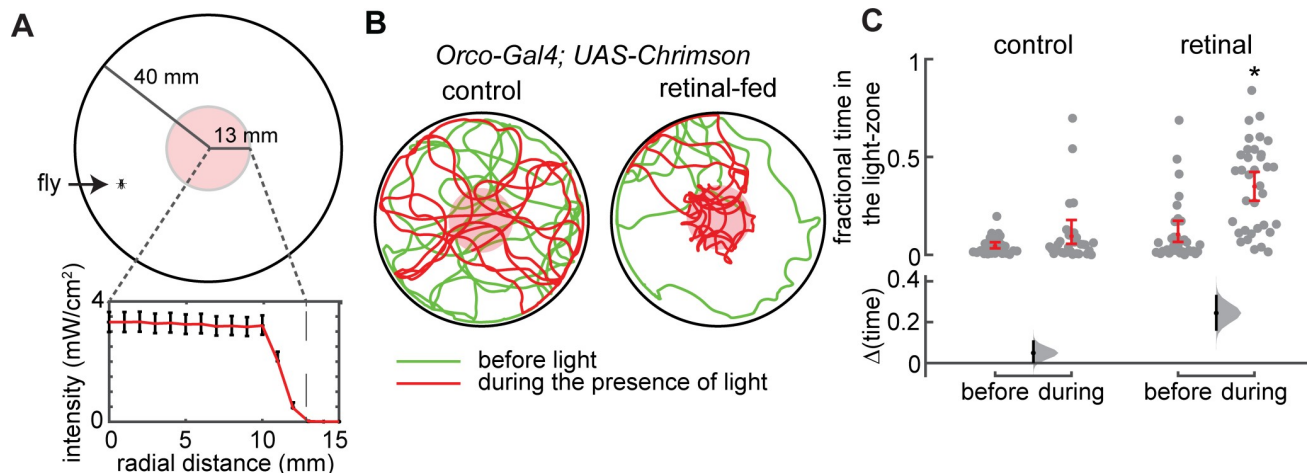 A
40 mm
13 mm
fly
4
0
intensity (mW/cm²)
0 5 10 15
radial distance (mm)
B
Orco-Gal4; UAS-Chrimson
control retinal-fed
before light
during the presence of light
C
control retinal
*
1
0.5
0
fractional time in
the light-zone
0.4
0.2
0
Δ(time)
before during before during